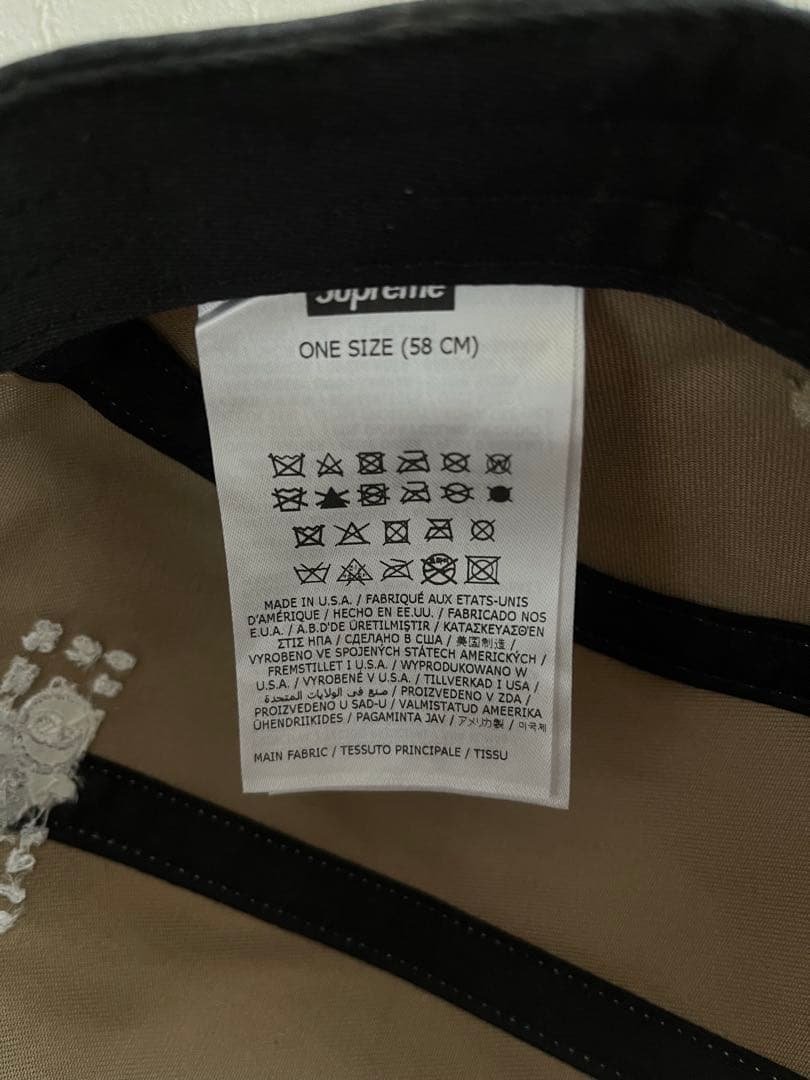 Supreme
ONE SIZE (58 CM)
MADE IN U.S.A. / FABRIQUÉ AUX ETATS-UNIS
D'AMÉRIQUE / HECHO EN EE.UU. / FABRICADO NOS
E.U.A. / A.B.D'DE ÜRETILMIŞTIR / ΚΑΤΑΣΚΕΥΑΣΘΕΝ
ΣΤΙΣ ΗΠΑ / СДЕЛАНО В США / 美国制造 /
VYROBENO VE SPOJENÝCH STÁTECH AMERICKÝCH /
FREMSTILLET I U.S.A. / WYPRODUKOWANO W
U.S.A. / VYROBENÉ V U.S.A. / TILLVERKAD I USA /
صنع في الولايات المتحدة / PROIZVEDENO V ZDA /
PROIZVEDENO U SAD-U / VALMISTATUD AMEERIKA
ÜHENDRIIKIDES / PAGAMINTA JAV / アメリカ製 / 미국제
MAIN FABRIC / TESSUTO PRINCIPALE / TISSU